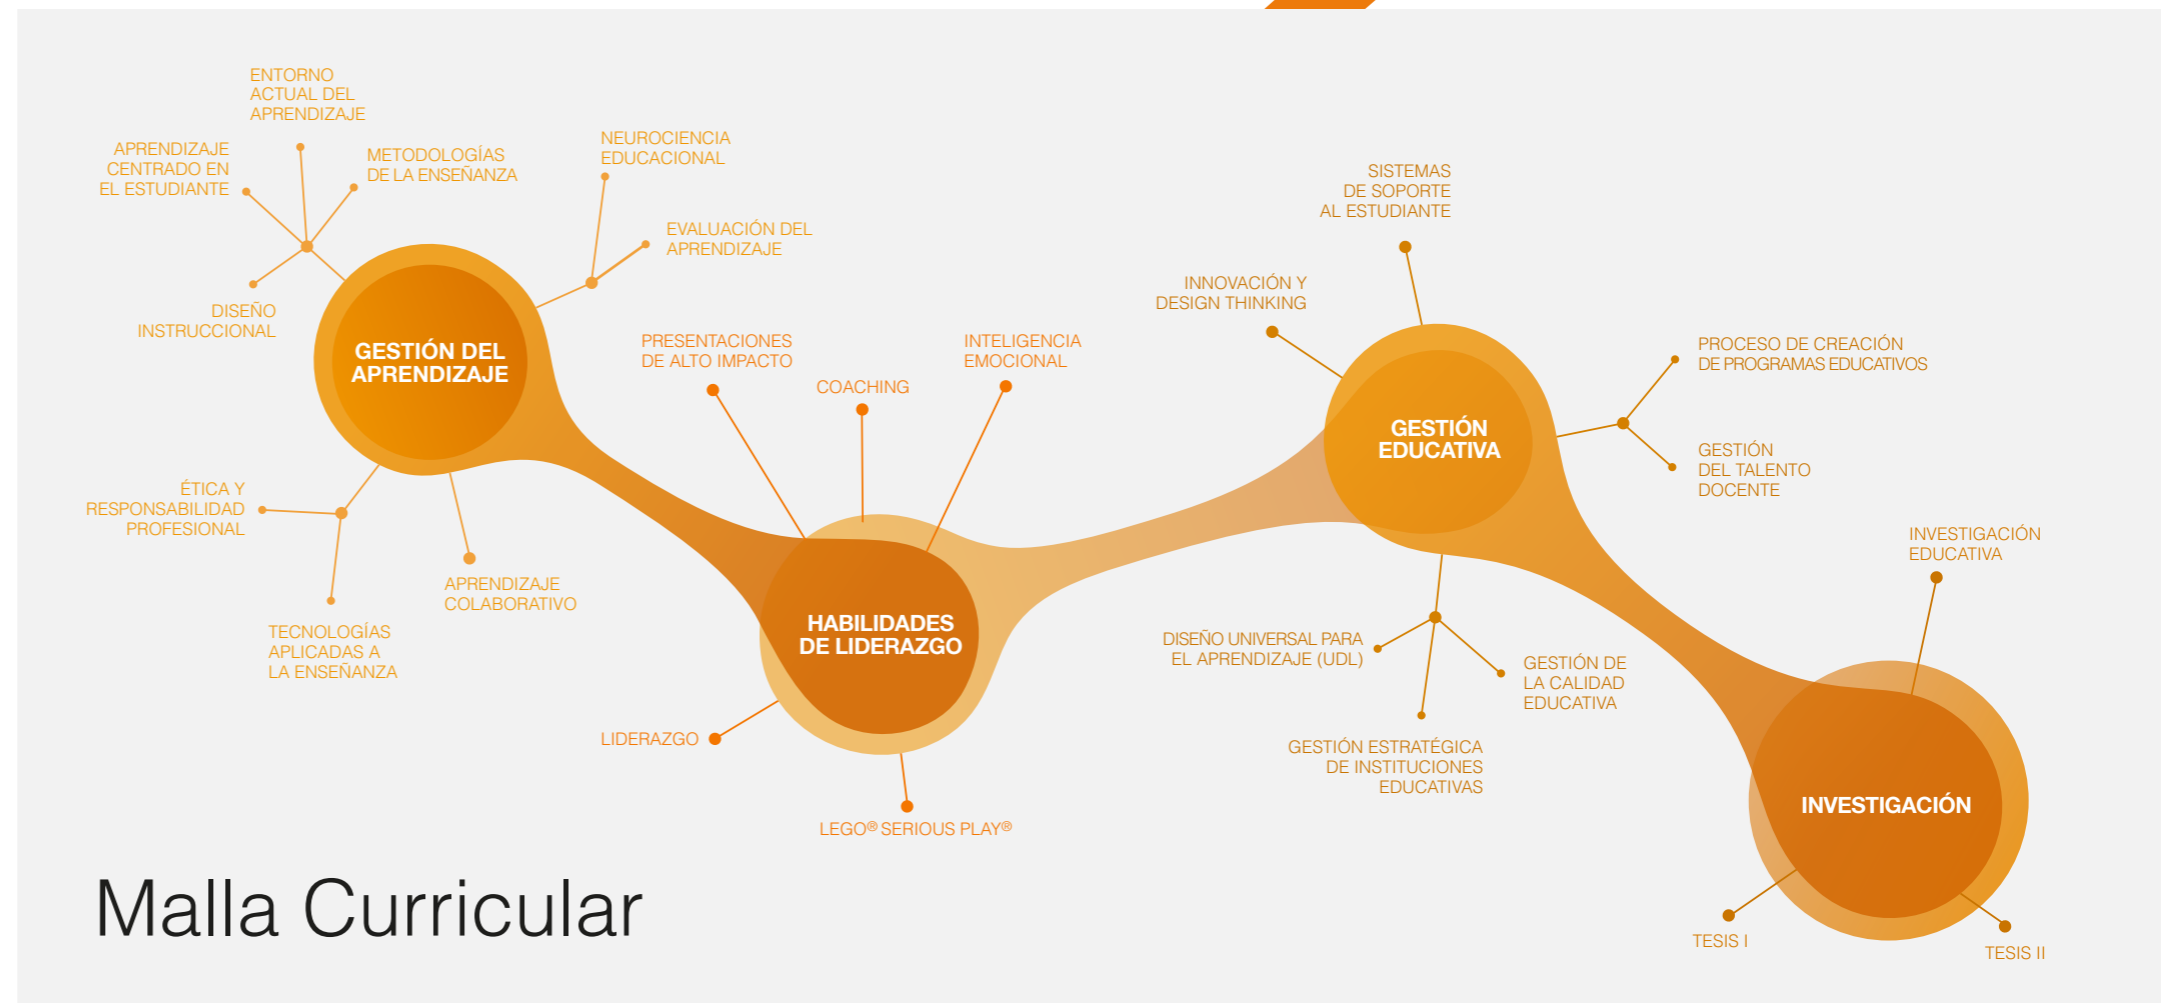 ENTORNO
ACTUAL DEL
APRENDIZAJE
APRENDIZAJE
CENTRADO EN
EL ESTUDIANTE
METODOLOGÍAS
DE LA ENSEÑANZA
NEUROCIENCIA
EDUCACIONAL
EVALUACIÓN DEL
APRENDIZAJE
DISEÑO
INSTRUCCIONAL
GESTIÓN DEL
APRENDIZAJE
ÉTICA Y
RESPONSABILIDAD
PROFESIONAL
TECNOLOGÍAS
APLICADAS A
LA ENSEÑANZA
APRENDIZAJE
COLABORATIVO
PRESENTACIONES
DE ALTO IMPACTO
COACHING
INTELIGENCIA
EMOCIONAL
HABILIDADES
DE LIDERAZGO
LIDERAZGO
LEGO® SERIOUS PLAY®
SISTEMAS
DE SOPORTE
AL ESTUDIANTE
INNOVACIÓN Y
DESIGN THINKING
PROCESO DE CREACIÓN
DE PROGRAMAS EDUCATIVOS
GESTIÓN
EDUCATIVA
GESTIÓN
DEL TALENTO
DOCENTE
DISEÑO UNIVERSAL PARA
EL APRENDIZAJE (UDL)
GESTIÓN DE
LA CALIDAD
EDUCATIVA
GESTIÓN ESTRATÉGICA
DE INSTITUCIONES
EDUCATIVAS
INVESTIGACIÓN
EDUCATIVA
INVESTIGACIÓN
TESIS I
TESIS II
Malla Curricular